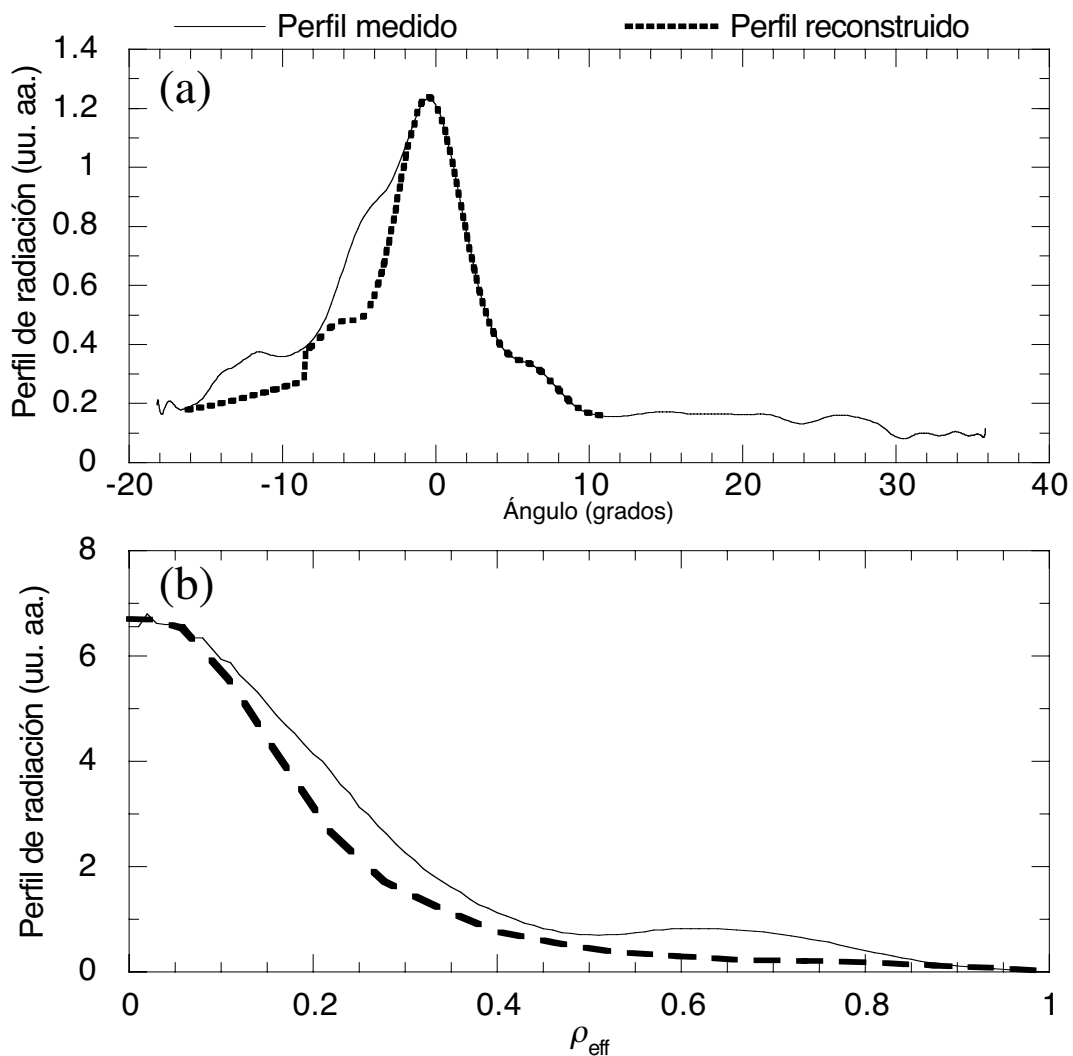 Perfil medido Perfil reconstruido
1.4
(a)
1.2
1
0.8
0.6
0.4
0.2
0
Perfil de radiación (uu. aa.)
-20 -10 0 10 20 30 40
Ángulo (grados)
8
(b)
6
4
2
0
Perfil de radiación (uu. aa.)
0 0.2 0.4 0.6 0.8 1
ρeff